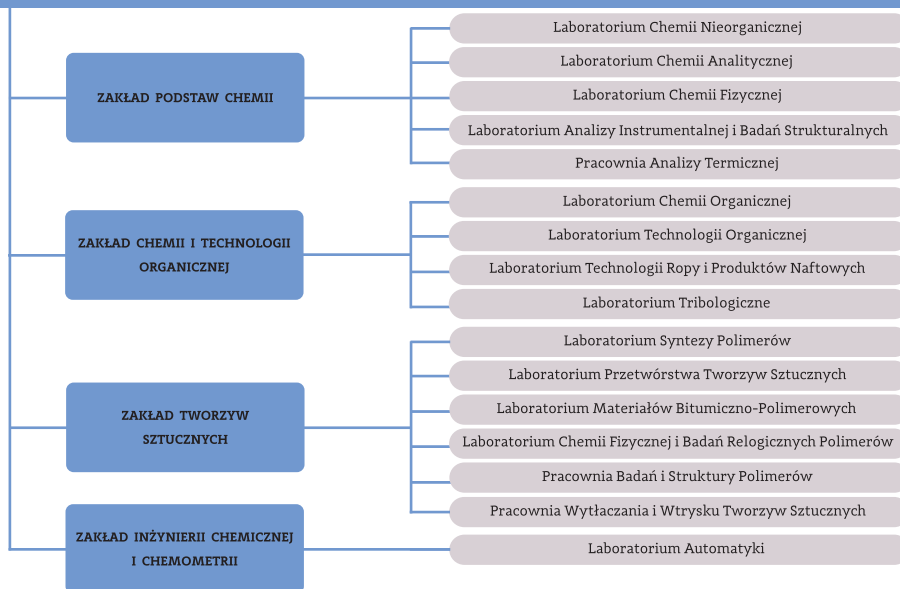 ZAKŁAD PODSTAW CHEMII
Laboratorium Chemii Nieorganicznej
Laboratorium Chemii Analitycznej
Laboratorium Chemii Fizycznej
Laboratorium Analizy Instrumentalnej i Badań Strukturalnych
Pracownia Analizy Termicznej
ZAKŁAD CHEMII I TECHNOLOGII
ORGANICZNEJ
Laboratorium Chemii Organicznej
Laboratorium Technologii Organicznej
Laboratorium Technologii Ropy i Produktów Naftowych
Laboratorium Tribologiczne
ZAKŁAD TWORZYW
SZTUCZNYCH
Laboratorium Syntezy Polimerów
Laboratorium Przetwórstwa Tworzyw Sztucznych
Laboratorium Materiałów Bitumiczno-Polimerowych
Laboratorium Chemii Fizycznej i Badań Relogicznych Polimerów
Pracownia Badań i Struktury Polimerów
Pracownia Wytłaczania i Wtrysku Tworzyw Sztucznych
ZAKŁAD INŻYNIERII CHEMICZNEJ
I CHEMOMETRII
Laboratorium Automatyki